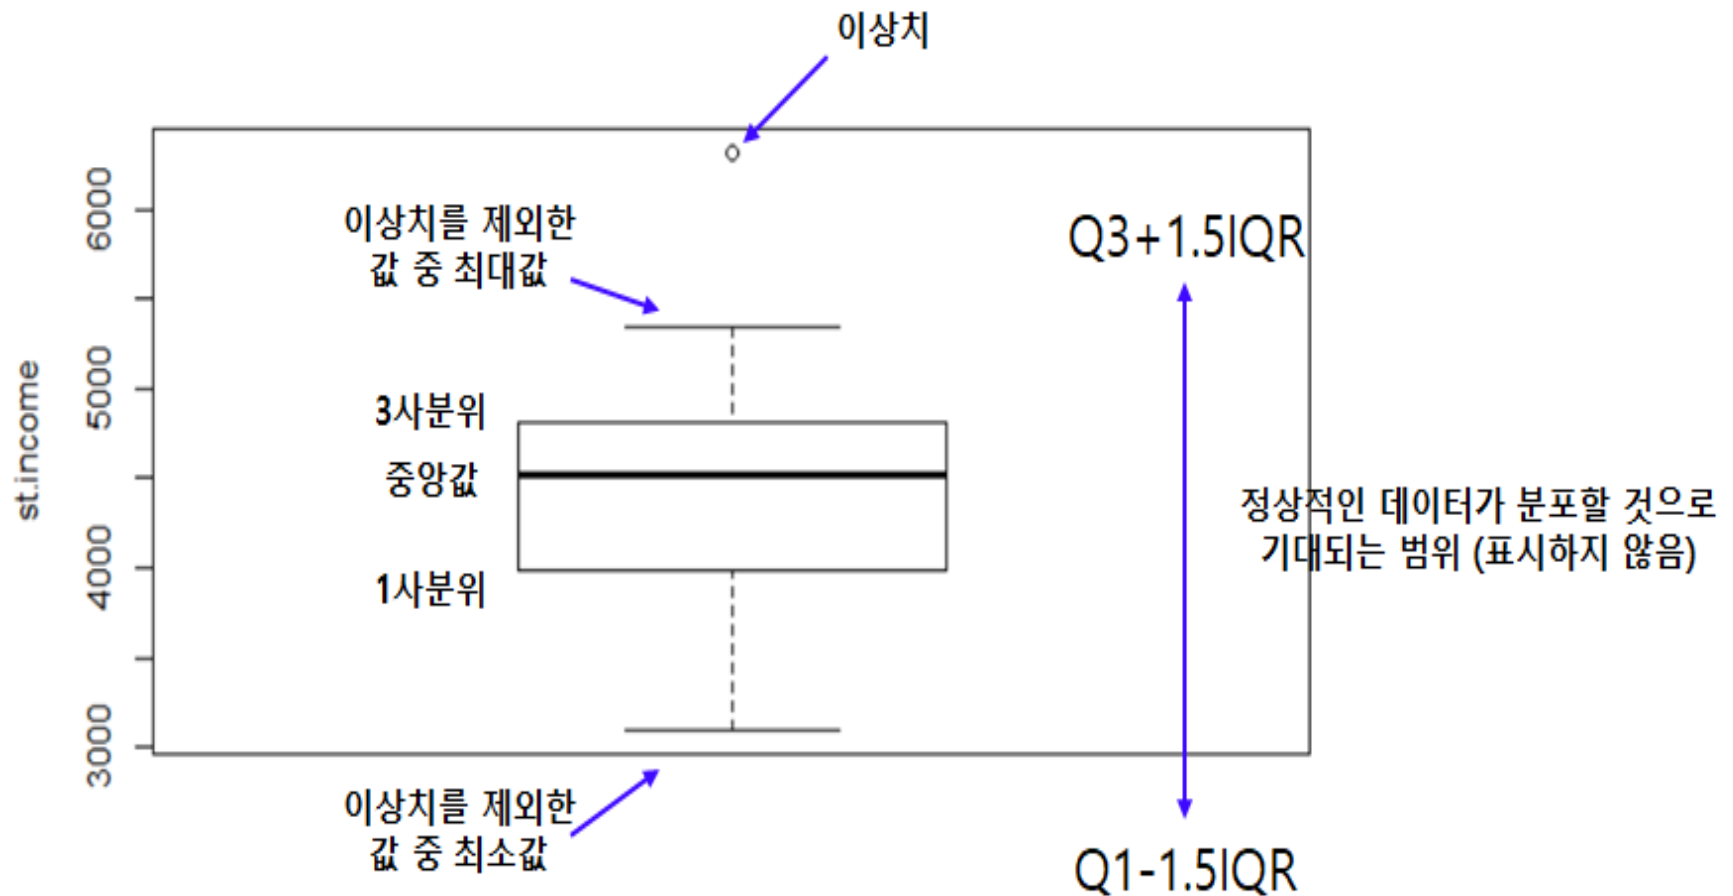 이상치
6000
이상치를 제외한
값 중 최대값
Q3+1.5IQR
5000
3사분위
중앙값
st.income
정상적인 데이터가 분포할 것으로
기대되는 범위 (표시하지 않음)
4000
1사분위
3000
이상치를 제외한
값 중 최소값
Q1-1.5IQR